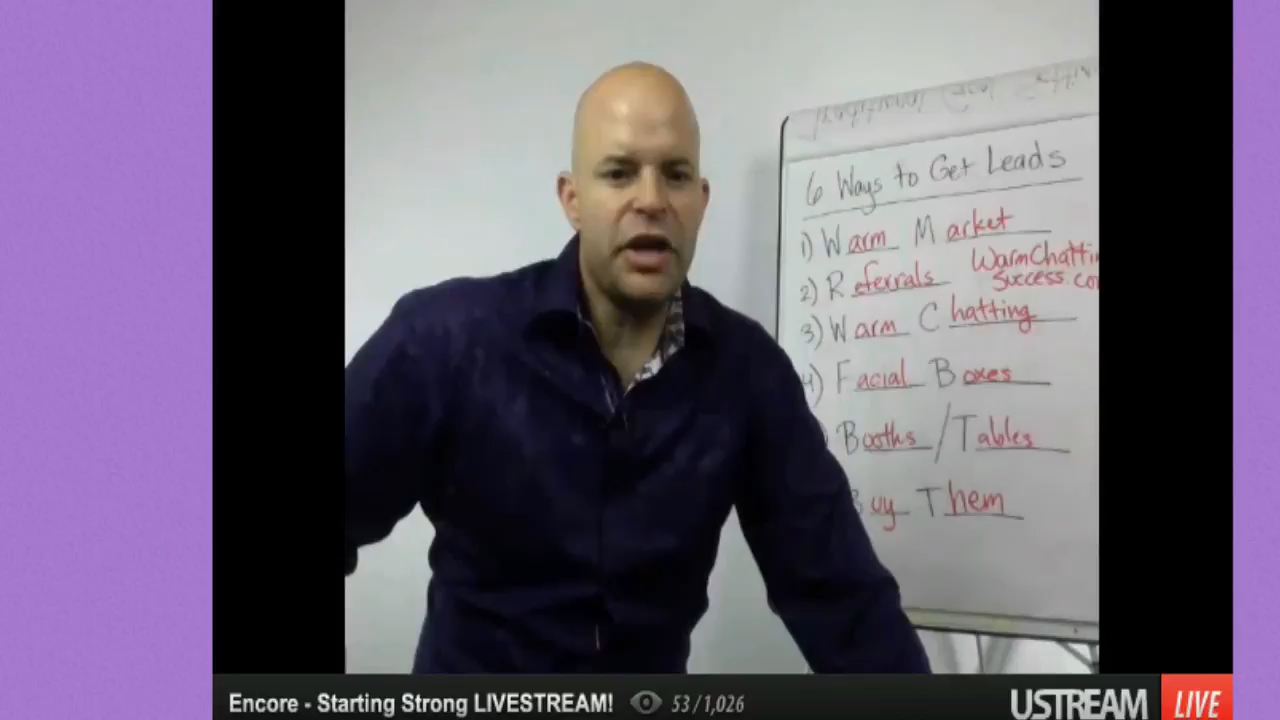 6 Ways to Get Leads
1) Warm Market
2) Referrals
WarmChattin
success.co
3) Warm Chatting
4) Facial Boxes
Booths / Tables
Buy Them
Encore - Starting Strong LIVESTREAM!
53/1,026
USTREAM
LIVE